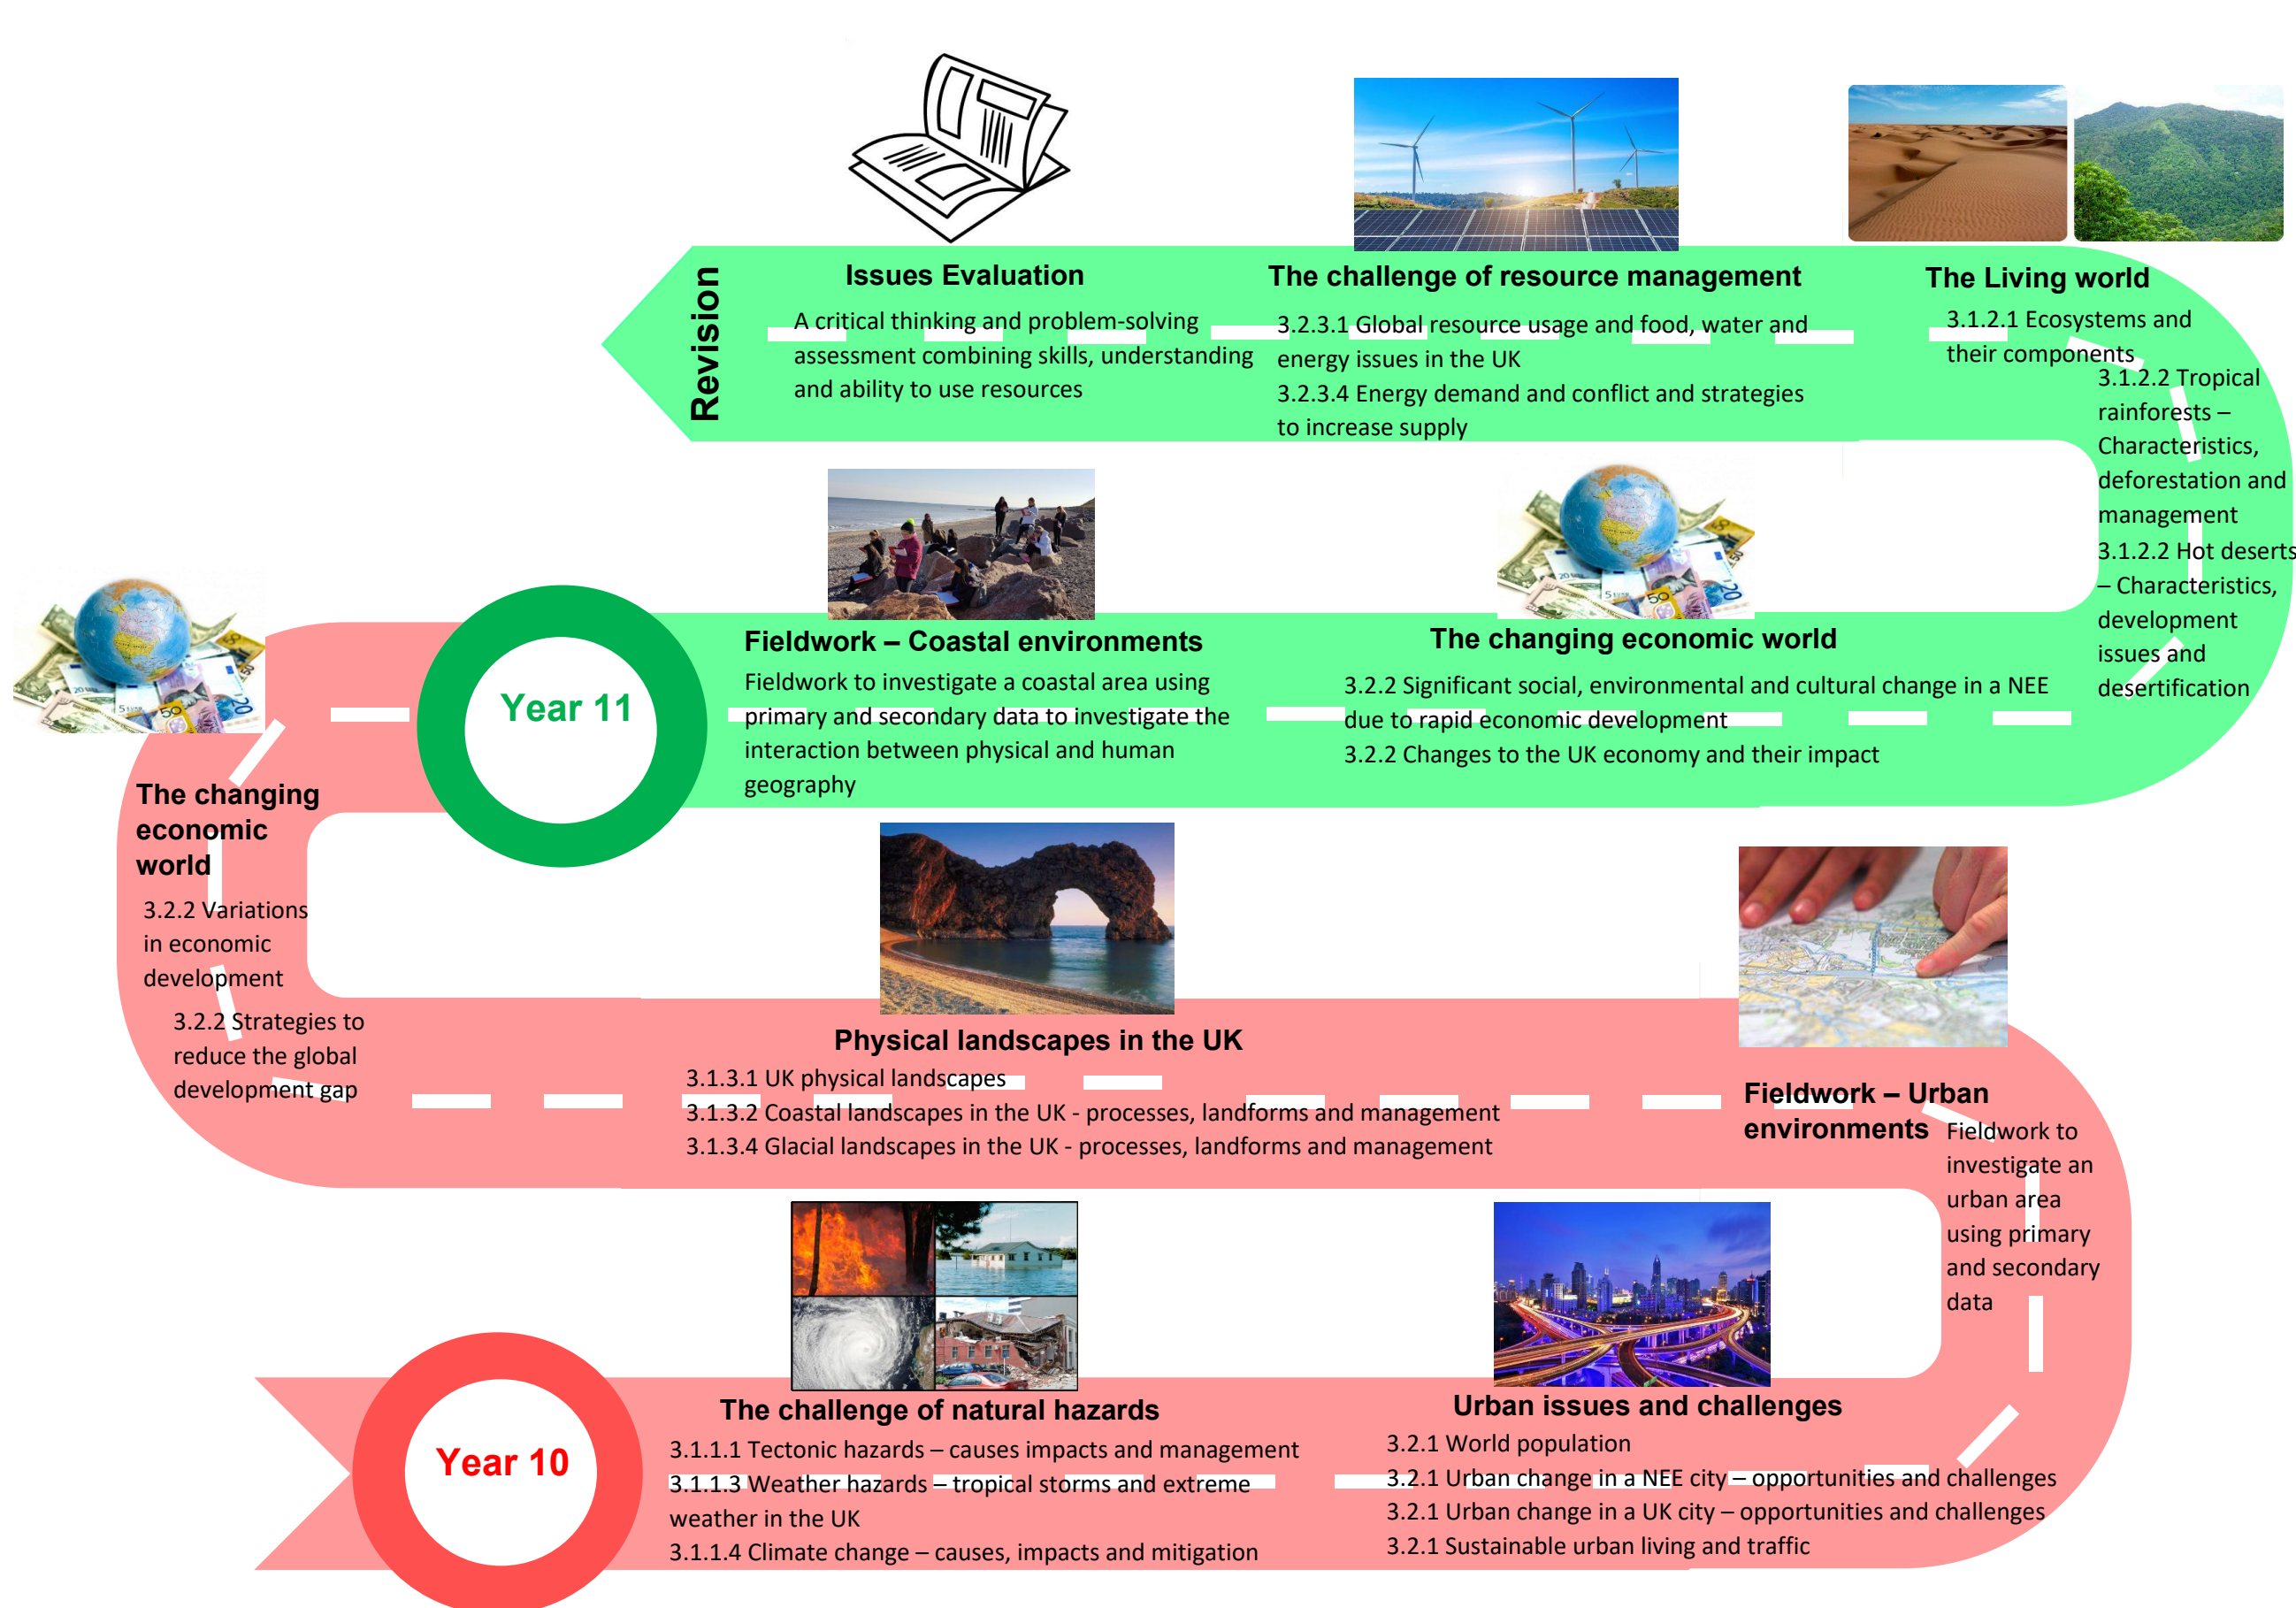 Revision
Issues Evaluation
A critical thinking and problem-solving
assessment combining skills, understanding
and ability to use resources
The challenge of resource management
3.2.3.1 Global resource usage and food, water and
energy issues in the UK
3.2.3.4 Energy demand and conflict and strategies
to increase supply
The Living world
3.1.2.1 Ecosystems and
their components
3.1.2.2 Tropical
rainforests –
Characteristics,
deforestation and
management
3.1.2.2 Hot deserts
– Characteristics,
development
issues and
desertification
Year 11
Fieldwork – Coastal environments
Fieldwork to investigate a coastal area using
primary and secondary data to investigate the
interaction between physical and human
geography
The changing economic world
3.2.2 Significant social, environmental and cultural change in a NEE
due to rapid economic development
3.2.2 Changes to the UK economy and their impact
The changing
economic
world
3.2.2 Variations
in economic
development
3.2.2 Strategies to
reduce the global
development gap
Physical landscapes in the UK
3.1.3.1 UK physical landscapes
3.1.3.2 Coastal landscapes in the UK - processes, landforms and management
3.1.3.4 Glacial landscapes in the UK - processes, landforms and management
Fieldwork – Urban
environments
Fieldwork to
investigate an
urban area
using primary
and secondary
data
Year 10
The challenge of natural hazards
3.1.1.1 Tectonic hazards – causes impacts and management
3.1.1.3 Weather hazards – tropical storms and extreme
weather in the UK
3.1.1.4 Climate change – causes, impacts and mitigation
Urban issues and challenges
3.2.1 World population
3.2.1 Urban change in a NEE city – opportunities and challenges
3.2.1 Urban change in a UK city – opportunities and challenges
3.2.1 Sustainable urban living and traffic